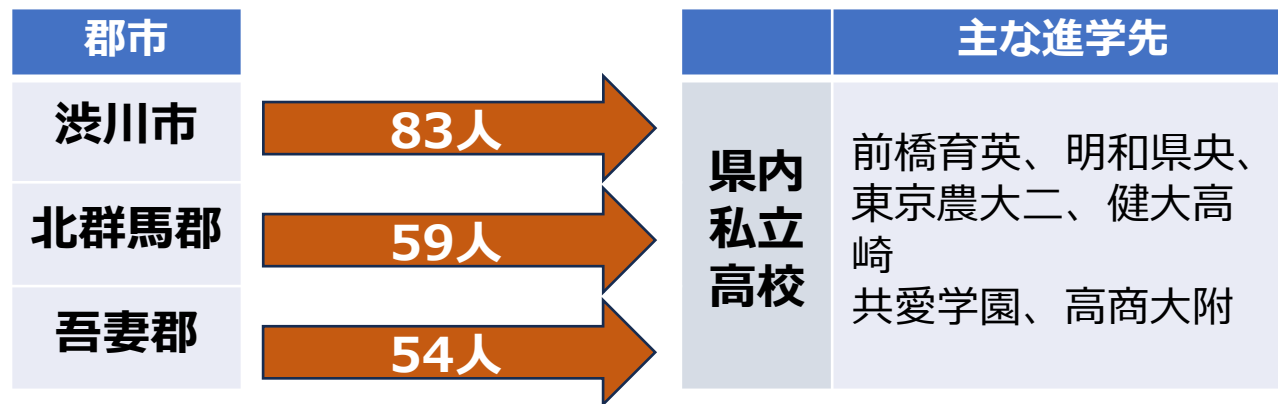 郡市
渋川市
北群馬郡
吾妻郡
83人
59人
54人
主な進学先
県内
私立
高校
前橋育英、明和県央、
東京農大二、健大高
崎
共愛学園、高商大附